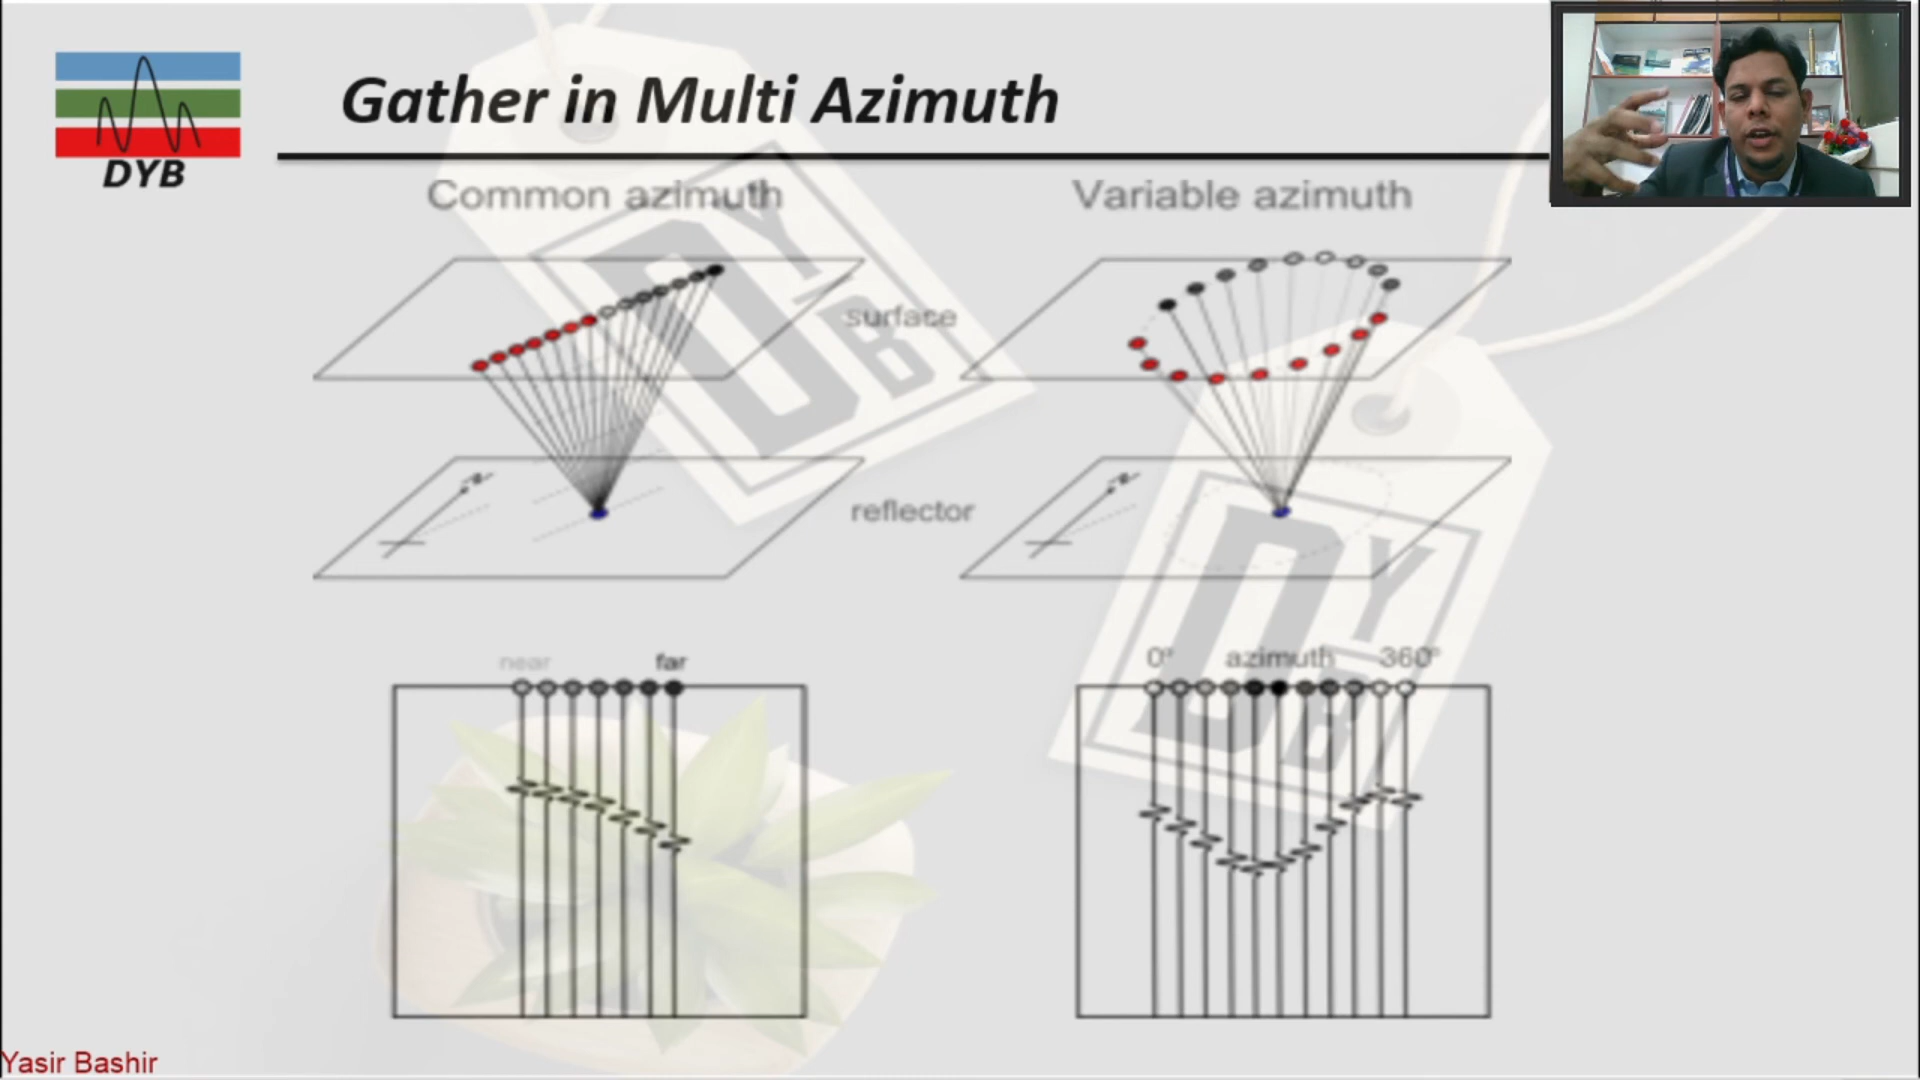 DYB
Gather in Multi Azimuth
Common azimuth
Variable azimuth
surface
reflector
near
far
0°
azimuth
360°
D
Y
B
D
Y
B
Yasir Bashir